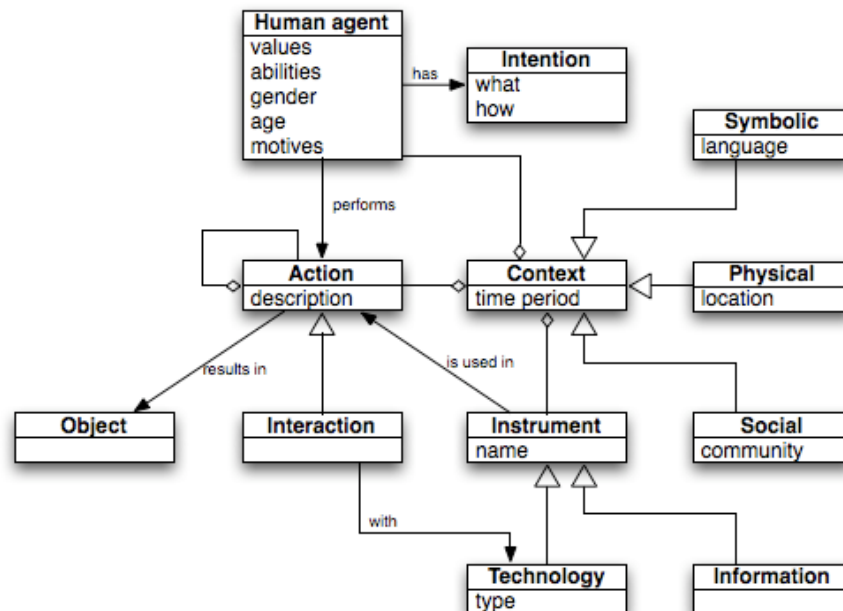 Human agent
values
abilities
gender
age
motives
has
Intention
what
how
Symbolic
language
performs
Action
description
Context
time period
Physical
location
results in
is used in
Object
Interaction
Instrument
name
Social
community
with
Technology
type
Information